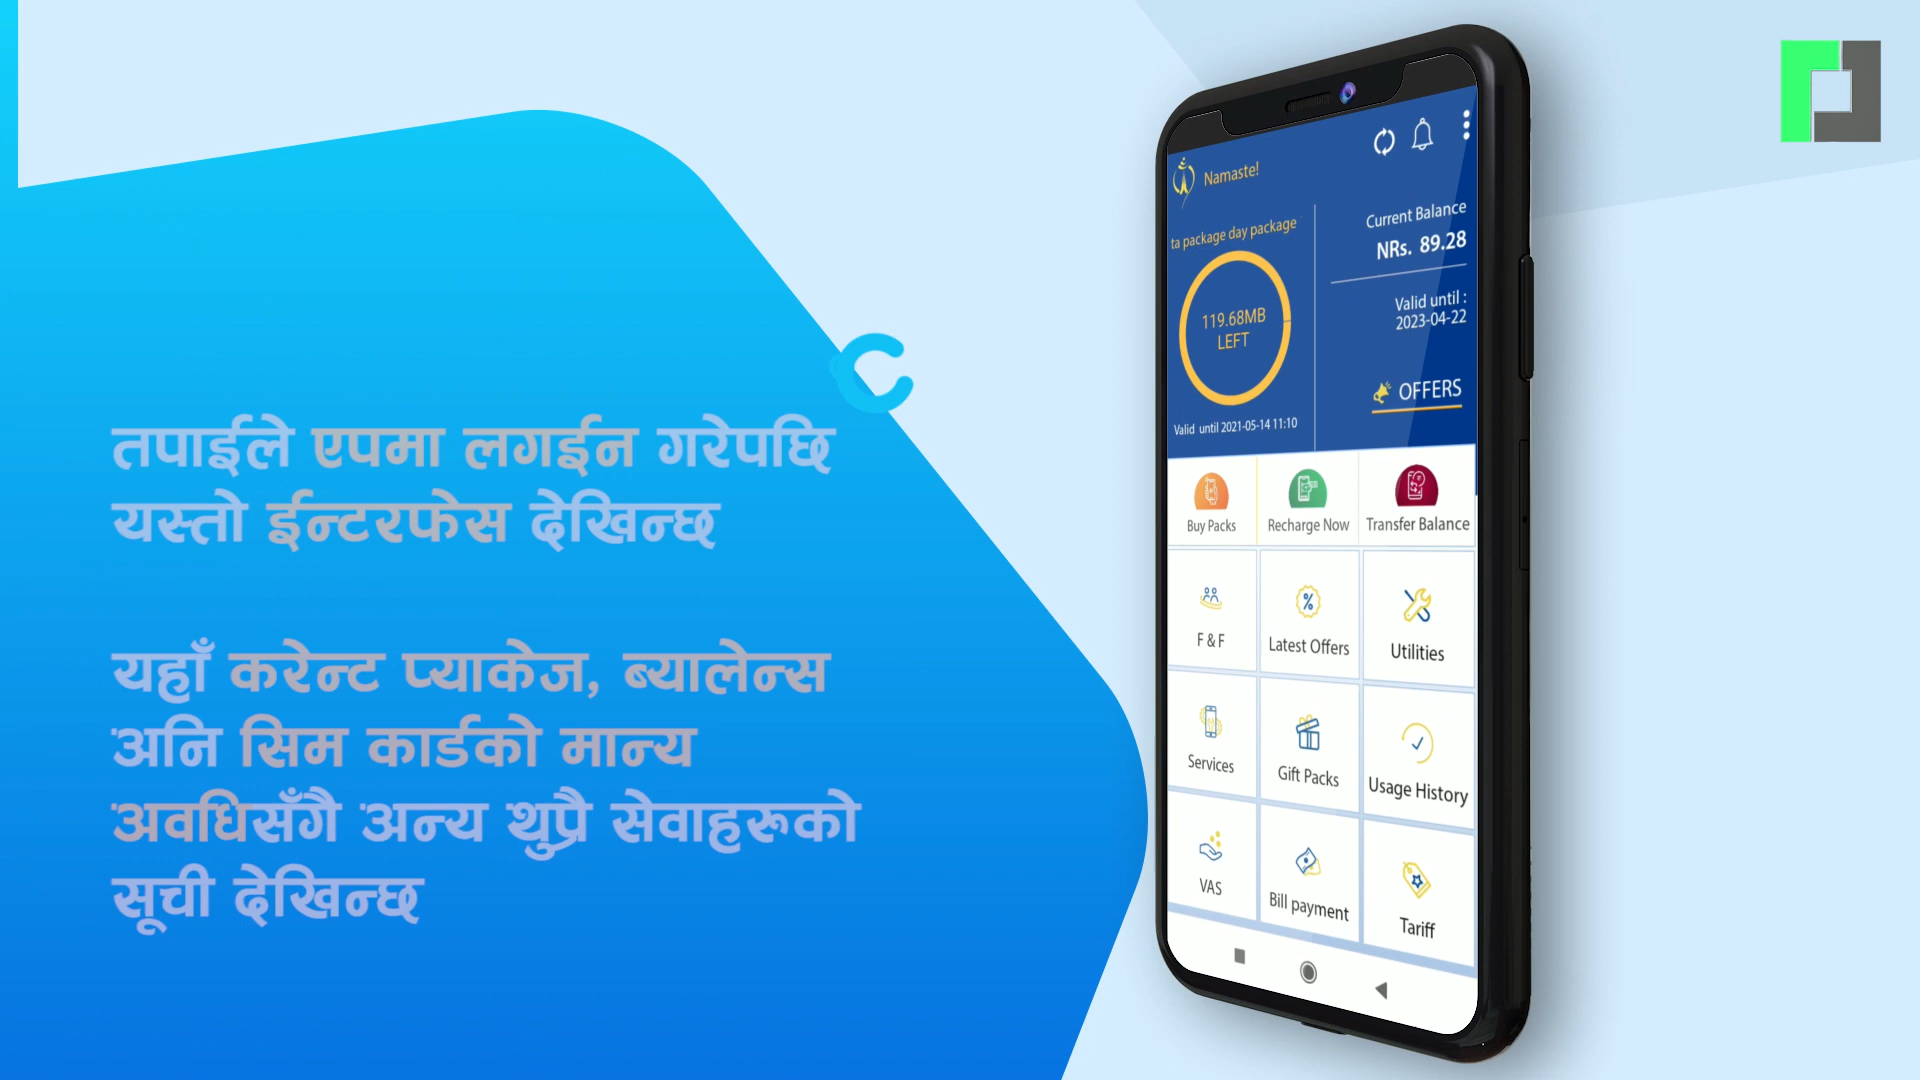 तपाईले एपमा लगईन गरेपछि
यस्तो ईन्टरफेस देखिन्छ
यहाँ करेन्ट प्याकेज, ब्यालेन्स
अनि सिम कार्डको मान्य
अवधिसँगै अन्य थुप्रै सेवाहरूको
सूची देखिन्छ
Namaste!
ta package day package
119.68MB
LEFT
Valid until 2021-05-14 11:10
Current Balance
NRs. 89.28
Valid until :
2023-04-22
OFFERS
Buy Packs
Recharge Now
Transfer Balance
F & F
Latest Offers
Utilities
Services
Gift Packs
Usage History
VAS
Bill payment
Tariff